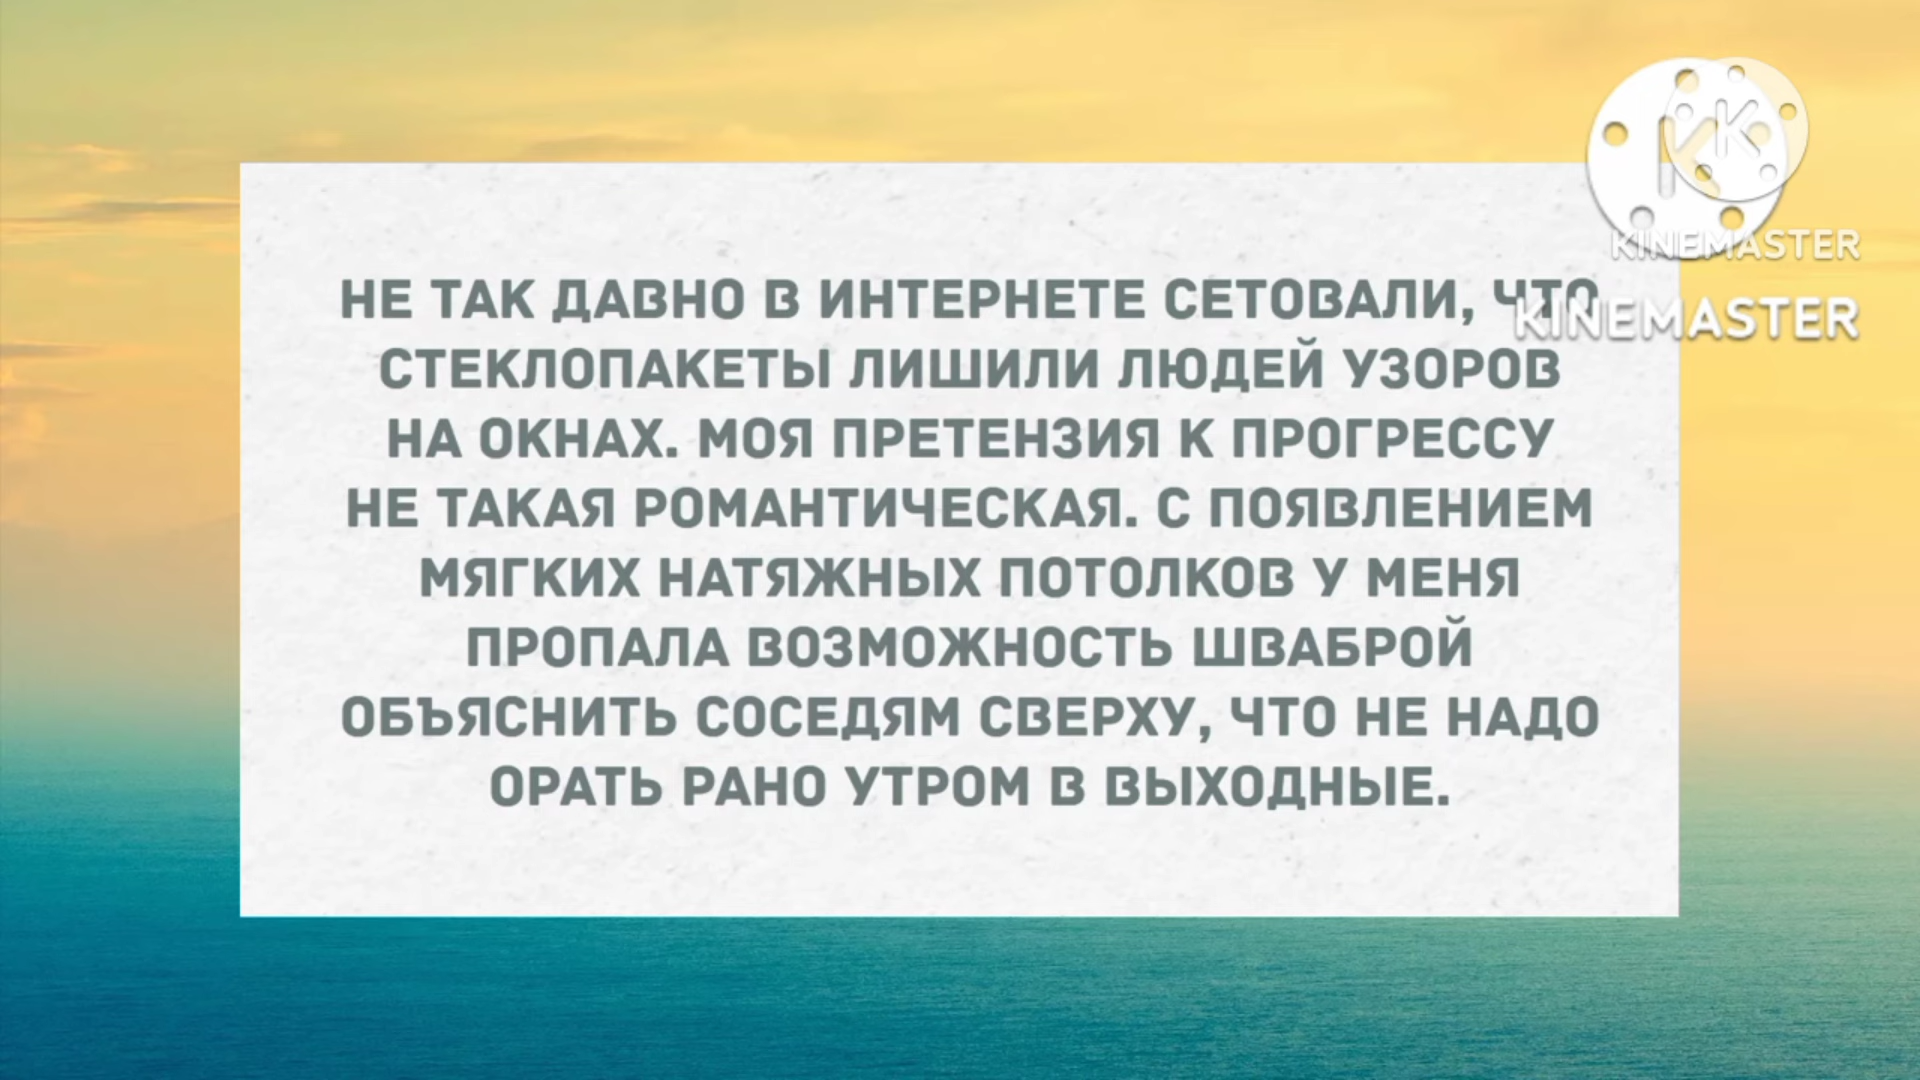 НЕ ТАК ДАВНО В ИНТЕРНЕТЕ СЕТОВАЛИ, ЧТО
СТЕКЛОПАКЕТЫ ЛИШИЛИ ЛЮДЕЙ УЗОРОВ
НА ОКНАХ. МОЯ ПРЕТЕНЗИЯ К ПРОГРЕССУ
НЕ ТАКАЯ РОМАНТИЧЕСКАЯ. С ПОЯВЛЕНИЕМ
МЯГКИХ НАТЯЖНЫХ ПОТОЛКОВ У МЕНЯ
ПРОПАЛА ВОЗМОЖНОСТЬ ШВАБРОЙ
ОБЪЯСНИТЬ СОСЕДЯМ СВЕРХУ, ЧТО НЕ НАДО
ОРАТЬ РАНО УТРОМ В ВЫХОДНЫЕ.
K
K
KINEMASTER
KINEMASTER